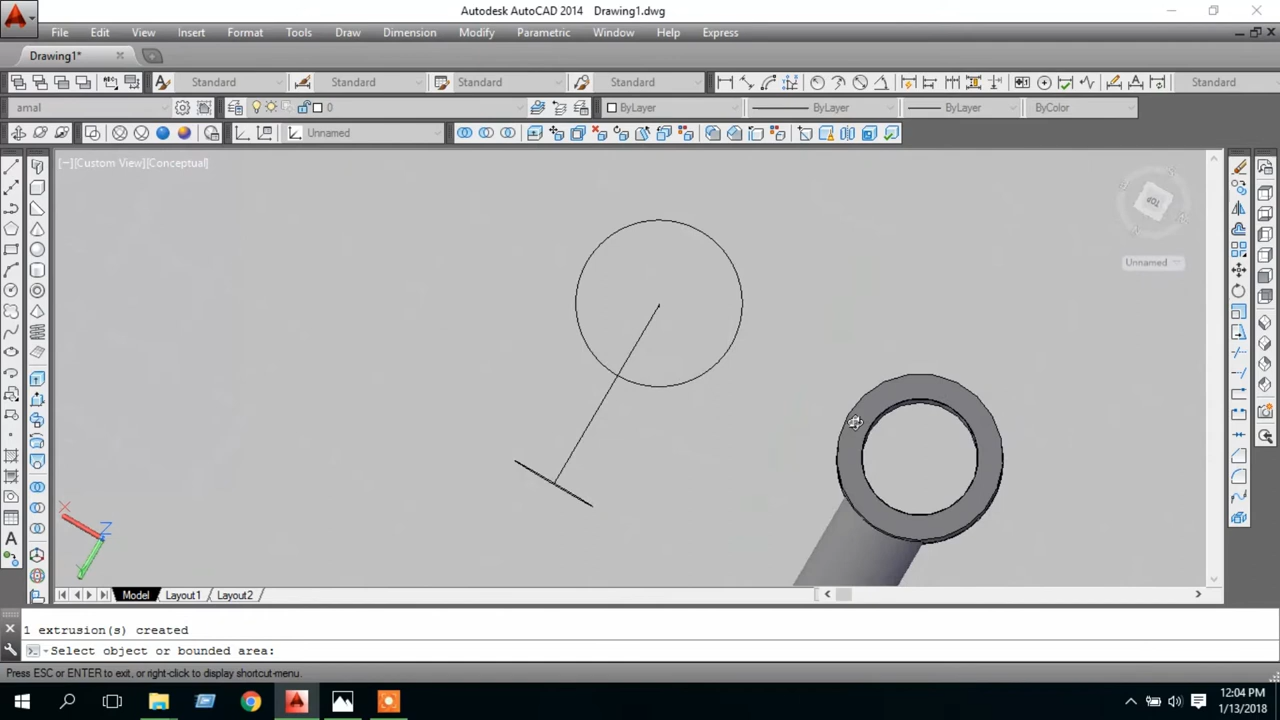 Autodesk AutoCAD 2014 Drawing1.dwg
File Edit View Insert Format Tools Draw Dimension Modify Parametric Window Help Express
Drawing1*
Standard Standard Standard Standard Standard
amal 0 ByLayer ByLayer ByLayer ByColor
Unnamed
[−][Custom View][Conceptual]
TOP
Unnamed
X Z
Y
A
Model Layout1 Layout2
1 extrusion(s) created
Select object or bounded area:
Press ESC or ENTER to exit, or right-click to display shortcut-menu.
12:04 PM
1/13/2018